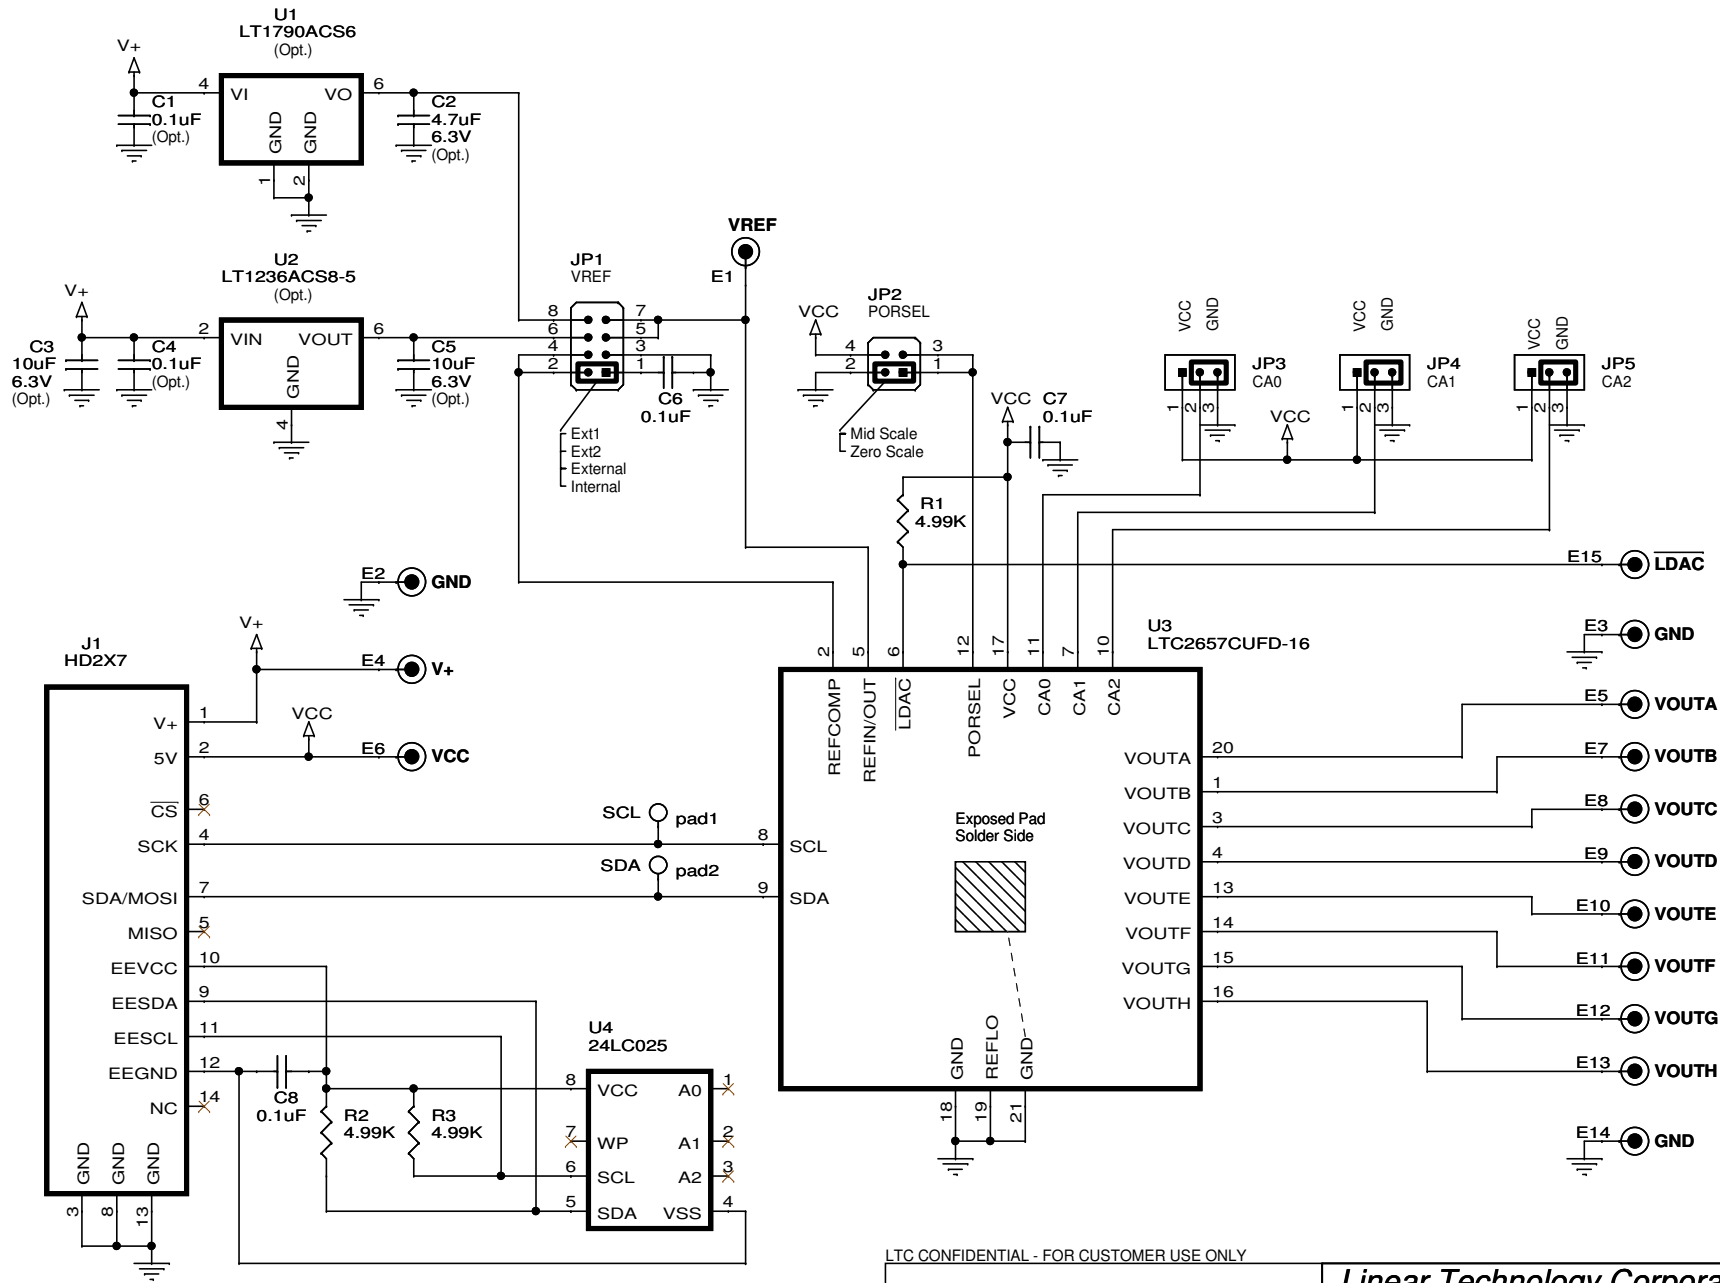 U1
LT1790ACS6
(Opt.)
V+
4
VI
VO
6
GND
GND
1
2
C1
0.1uF
(Opt.)
C2
4.7uF
6.3V
(Opt.)
U2
LT1236ACS8-5
(Opt.)
V+
2
VIN
VOUT
6
GND
4
C3
10uF
6.3V
(Opt.)
C4
0.1uF
(Opt.)
C5
10uF
6.3V
(Opt.)
VREF
E1
JP1
VREF
8
7
6
5
4
3
2
1
C6
0.1uF
Ext1
Ext2
External
Internal
JP2
PORSEL
VCC
4
3
2
1
Mid Scale
Zero Scale
VCC
C7
0.1uF
R1
4.99K
VCC
GND
JP3
CA0
1
2
3
VCC
VCC
GND
JP4
CA1
1
2
3
VCC
GND
JP5
CA2
1
2
3
E15
LDAC
E2
GND
E3
GND
V+
E4
V+
VCC
E6
VCC
J1
HD2X7
V+
1
5V
2
CS
6
SCK
4
SDA/MOSI
7
MISO
5
EEVCC
10
EESDA
9
EESCL
11
EEGND
12
NC
14
GND
GND
GND
3
8
13
SCL
pad1
SDA
pad2
U3
LTC2657CUFD-16
2
5
6
12
17
11
7
10
REFCOMP
REFIN/OUT
LDAC
PORSEL
VCC
CA0
CA1
CA2
8
SCL
9
SDA
Exposed Pad
Solder Side
VOUTA
20
VOUTB
1
VOUTC
3
VOUTD
4
VOUTE
13
VOUTF
14
VOUTG
15
VOUTH
16
GND
REFLO
GND
18
19
21
E5
VOUTA
E7
VOUTB
E8
VOUTC
E9
VOUTD
E10
VOUTE
E11
VOUTF
E12
VOUTG
E13
VOUTH
E14
GND
C8
0.1uF
R2
4.99K
R3
4.99K
U4
24LC025
8
VCC
A0
1
7
WP
A1
2
6
SCL
A2
3
5
SDA
VSS
4
LTC CONFIDENTIAL - FOR CUSTOMER USE ONLY
Linear Technology Corpora